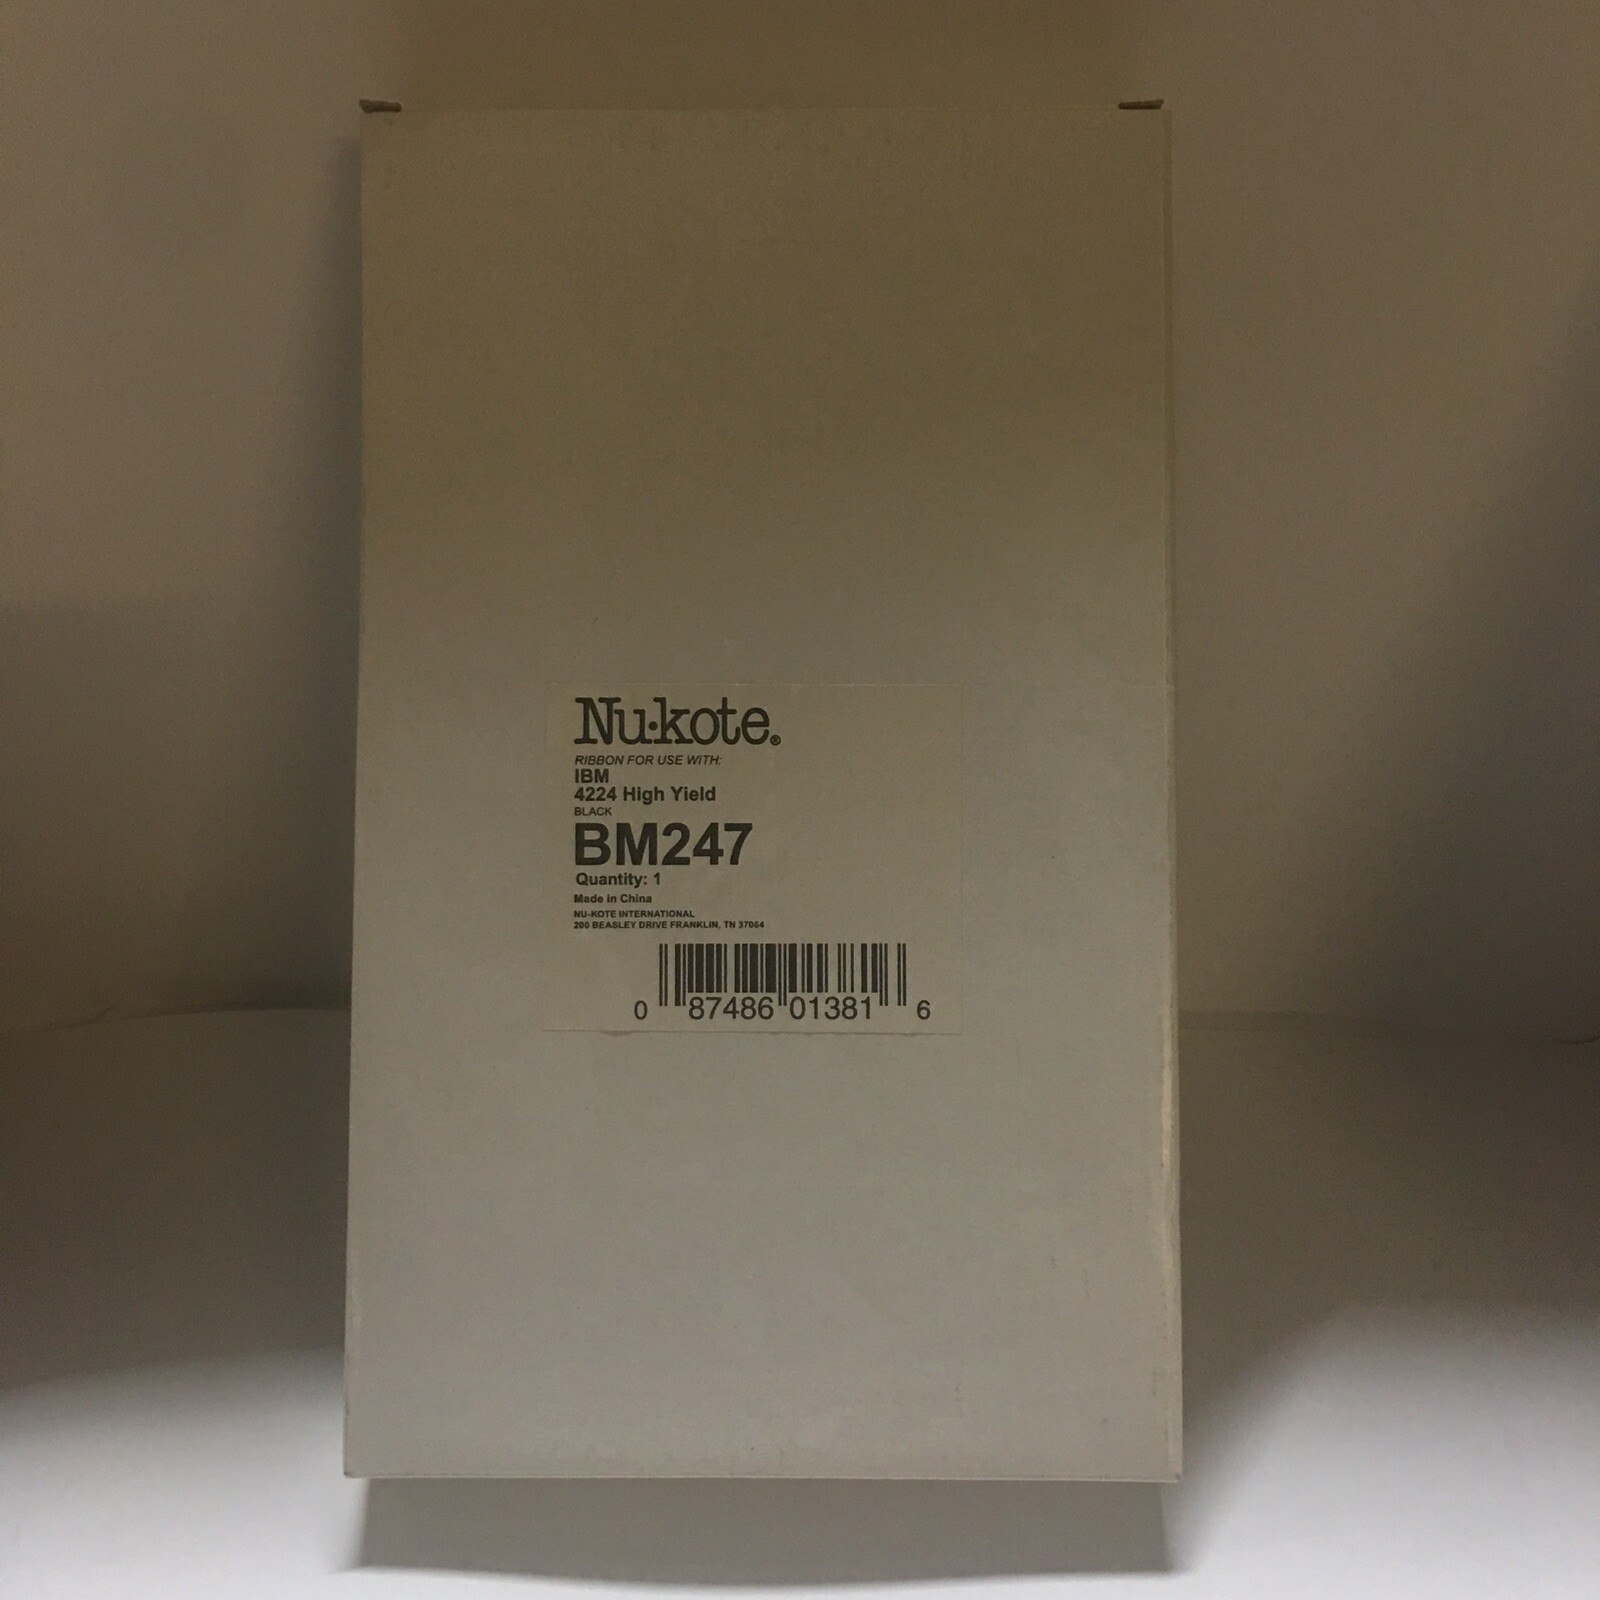 Nu·kote®
RIBBON FOR USE WITH:
IBM
4224 High Yield
BLACK
BM247
Quantity: 1
Made in China
NU-KOTE INTERNATIONAL
200 BEASLEY DRIVE FRANKLIN, TN 37064
0 87486 01381 6